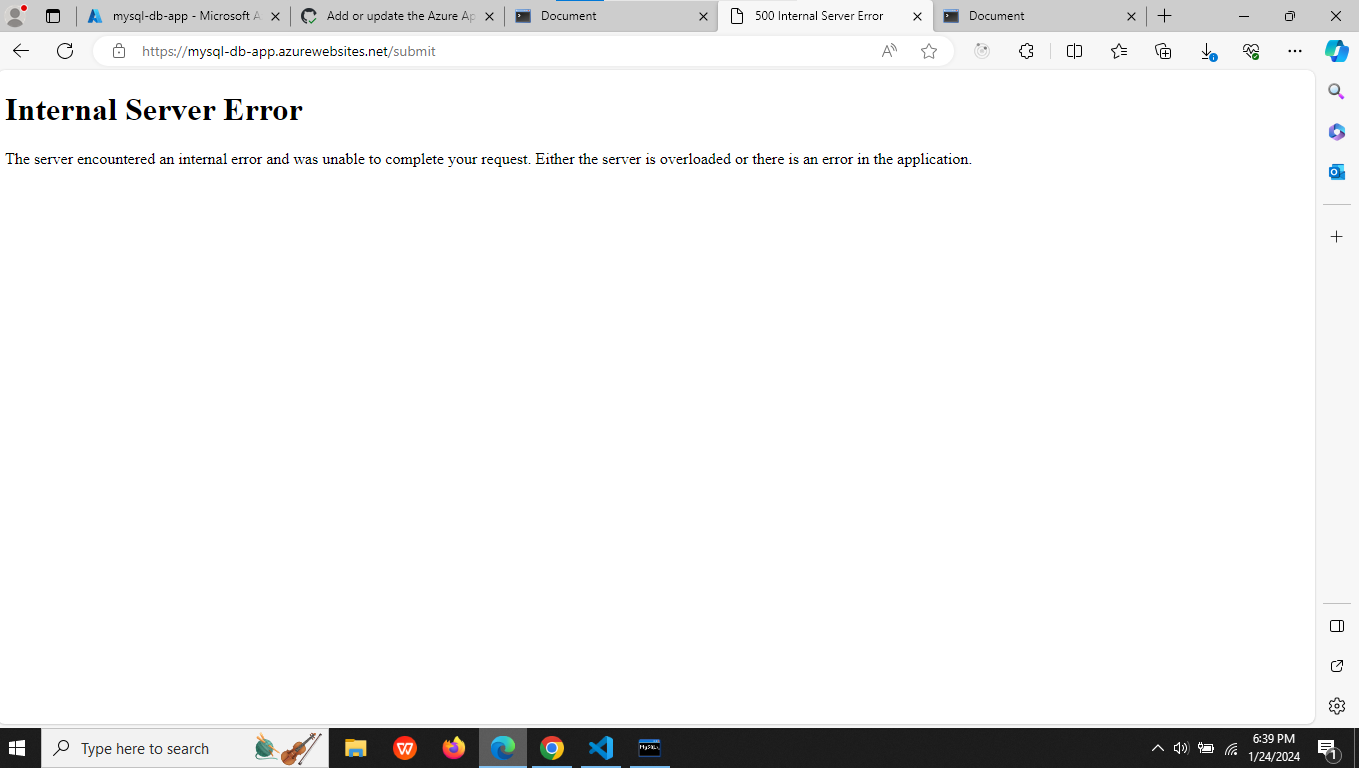 mysql-db-app - Microsoft A
Add or update the Azure Ap
Document
500 Internal Server Error
Document
https://mysql-db-app.azurewebsites.net/submit
Internal Server Error
The server encountered an internal error and was unable to complete your request. Either the server is overloaded or there is an error in the application.
Type here to search
6:39 PM
1/24/2024
1